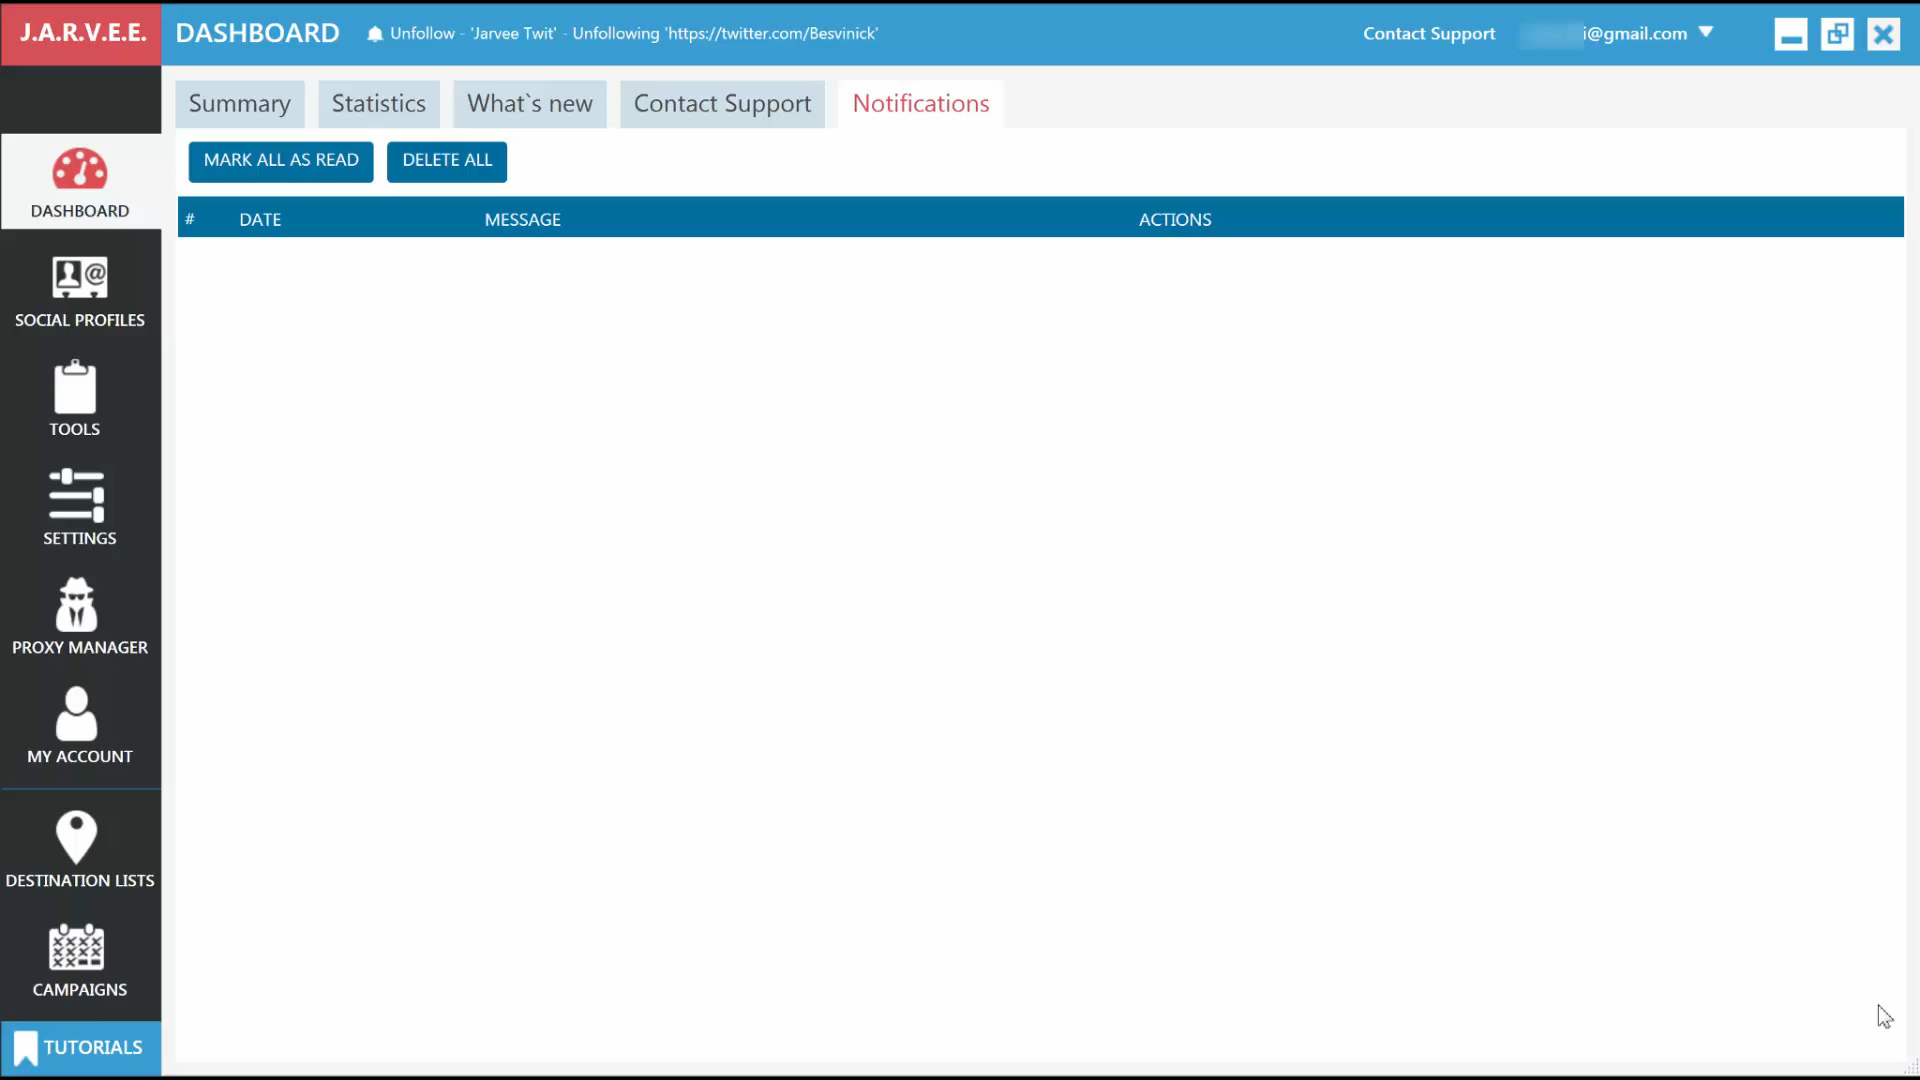 J.A.R.V.E.E.
DASHBOARD
Unfollow - 'Jarvee Twit' - Unfollowing 'https://twitter.com/Besvinick'
Contact Support
i@gmail.com
Summary
Statistics
What`s new
Contact Support
Notifications
MARK ALL AS READ
DELETE ALL
# DATE MESSAGE ACTIONS
DASHBOARD
SOCIAL PROFILES
TOOLS
SETTINGS
PROXY MANAGER
MY ACCOUNT
DESTINATION LISTS
CAMPAIGNS
TUTORIALS